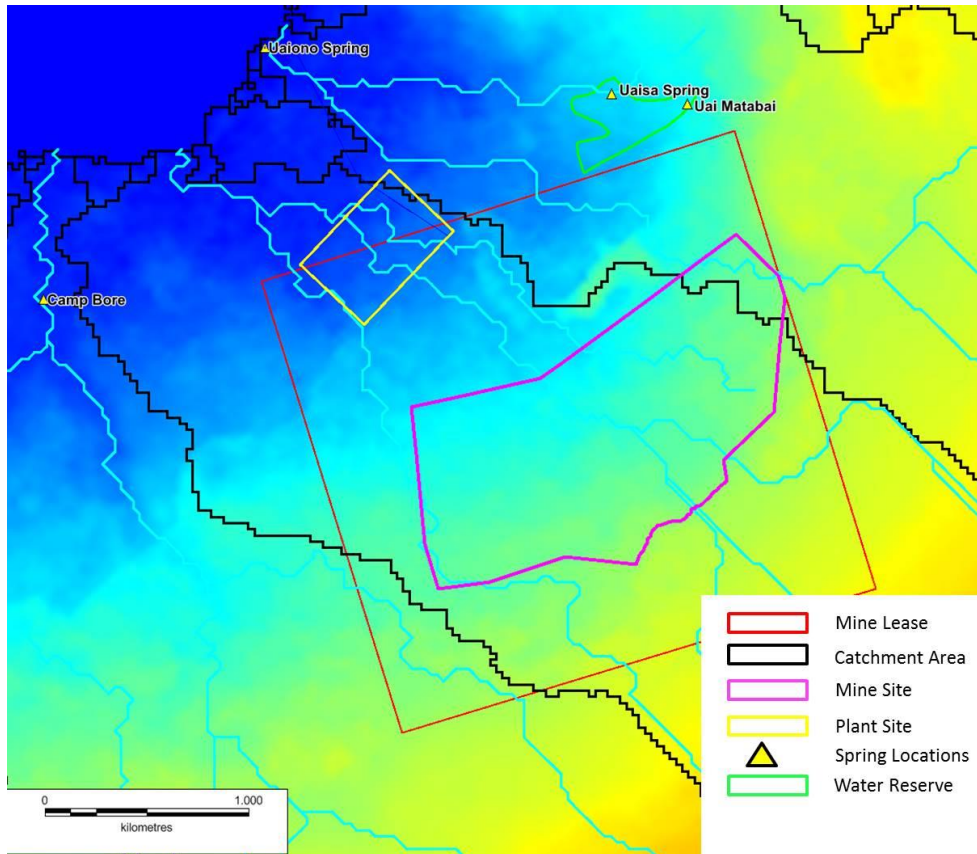 Uaiono Spring
Uaisa Spring
Uai Matabai
Camp Bore
Mine Lease
Catchment Area
Mine Site
Plant Site
Spring Locations
Water Reserve
0 1,000
kilometres